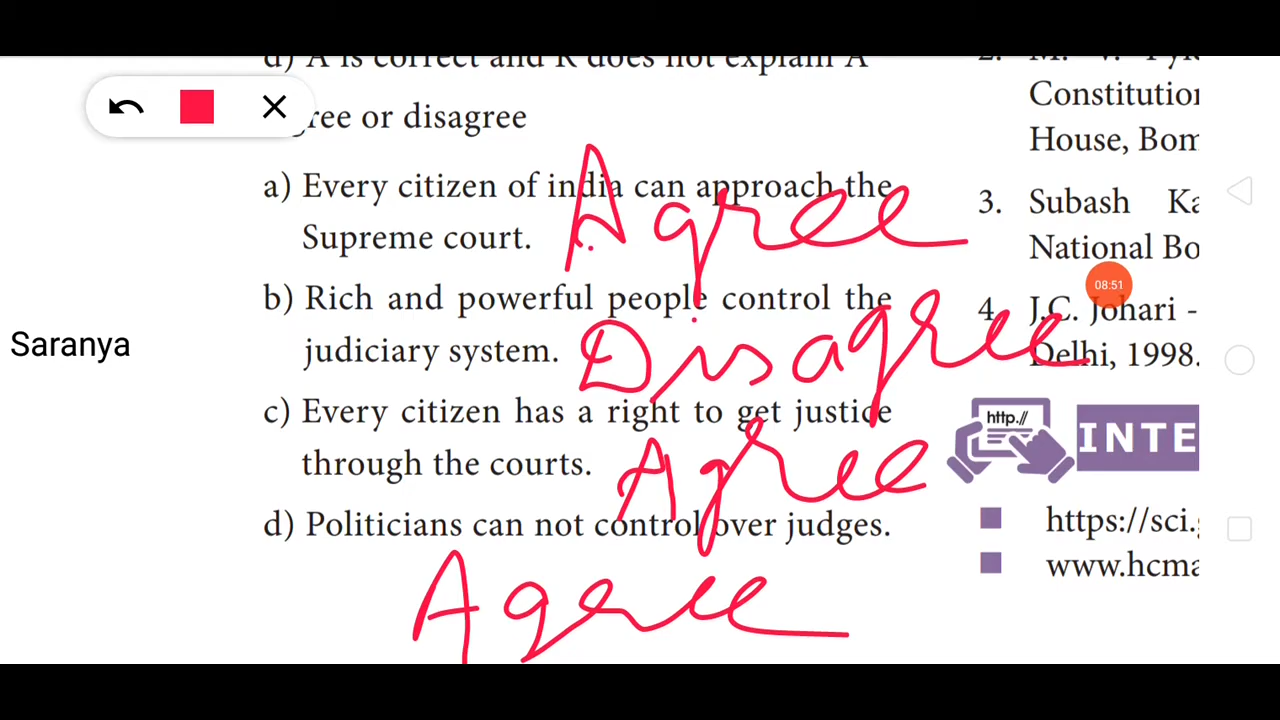 d) A is correct and R does not explain A
gree or disagree
a) Every citizen of india can approach the
Supreme court.
Agree
b) Rich and powerful people control the
judiciary system.
Disagree
c) Every citizen has a right to get justice
through the courts.
Agree
d) Politicians can not control over judges.
Agree
Saranya
2. M. V.
Constitution
House, Bom
3. Subash Ka
National Bo
08:51
4. J.C. Johari -
Delhi, 1998.
http://
INTE
https://sci.g
www.hcma